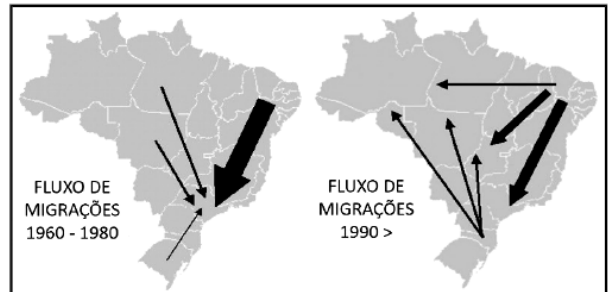 FLUXO DE
MIGRAÇÕES
1960 - 1980
FLUXO DE
MIGRAÇÕES
1990 >